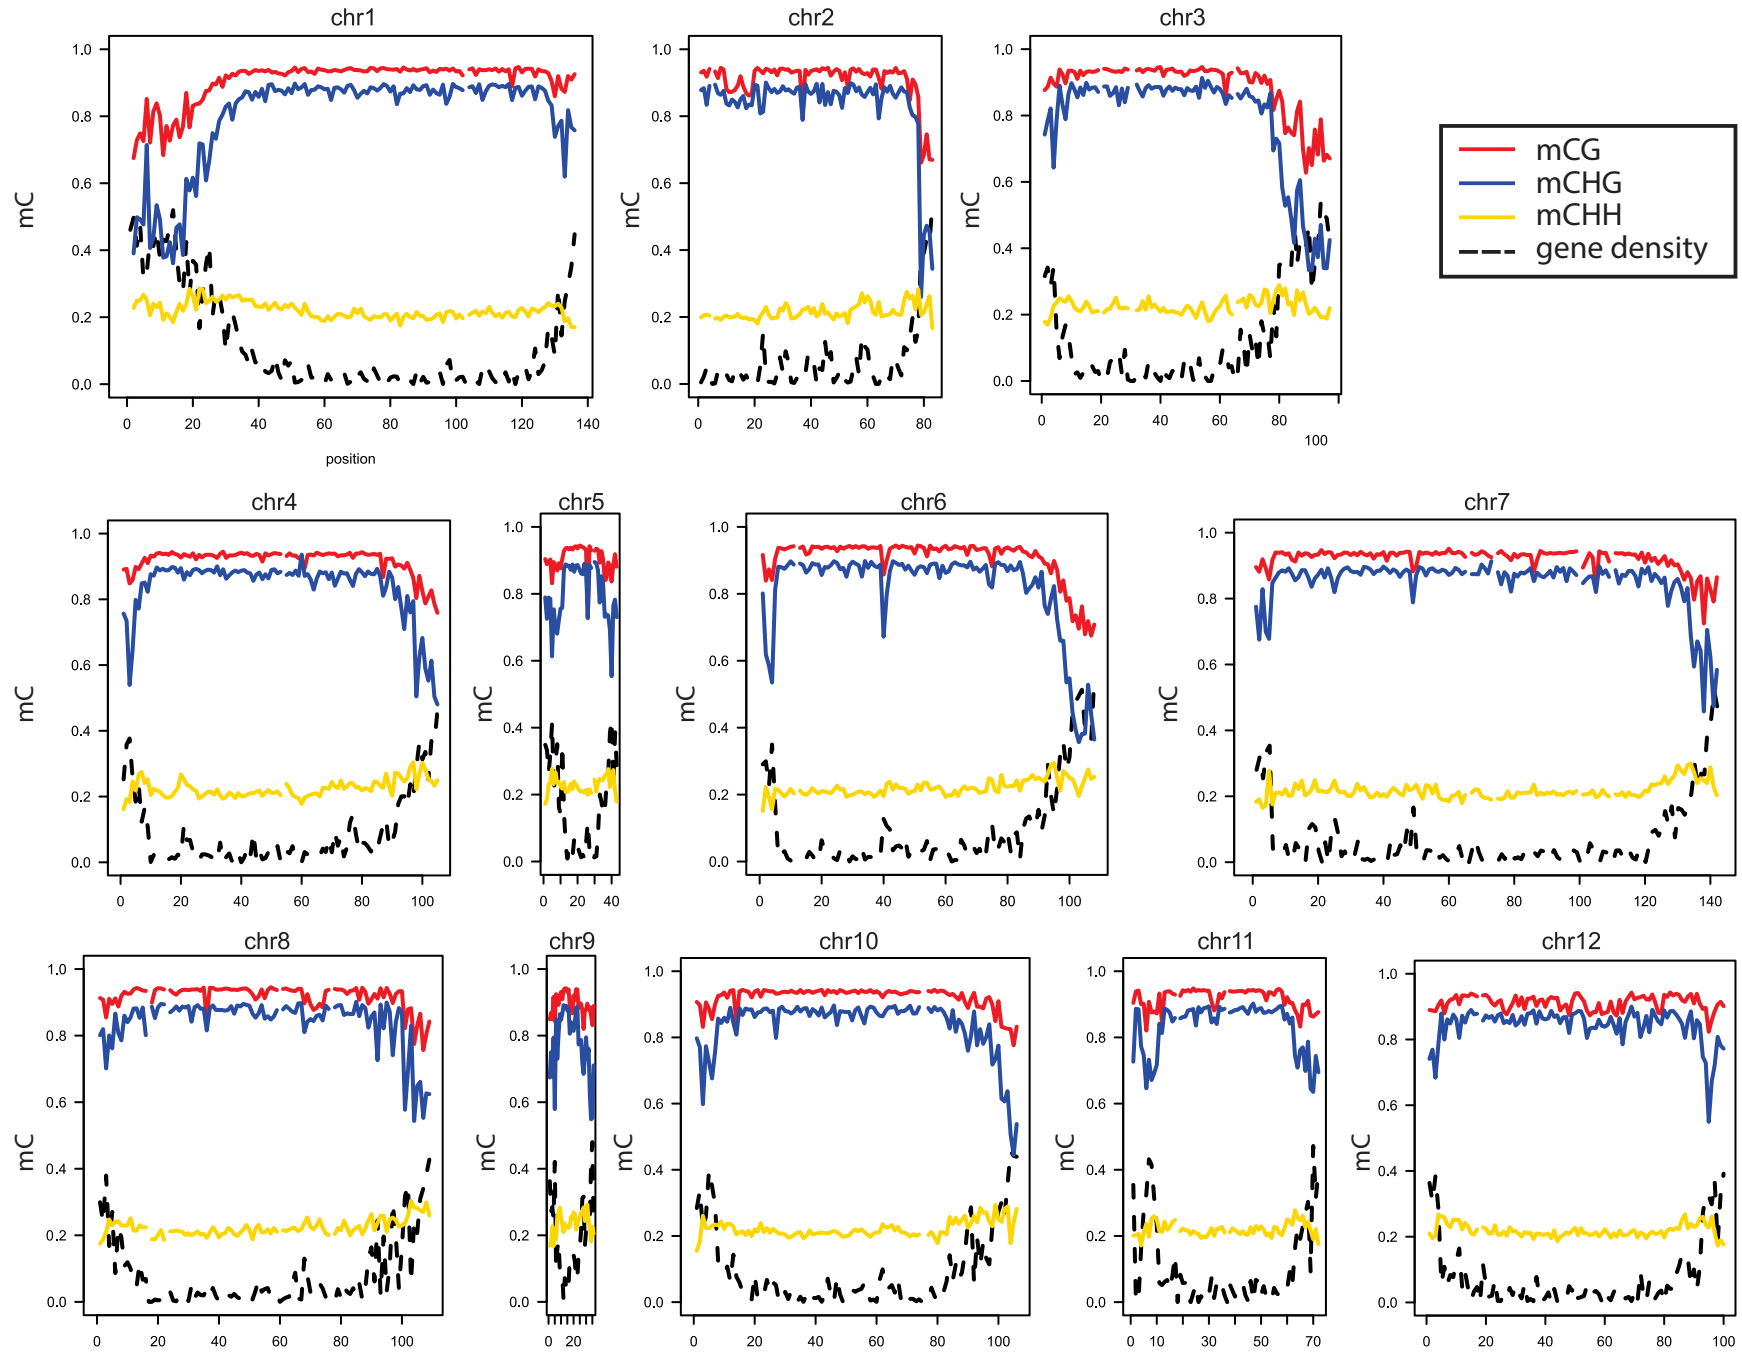 chr1
chr2
chr3
1.0
0.8
0.6
0.4
0.2
0.0
mC
0 20 40 60 80 100 120 140
position
1.0
0.8
0.6
0.4
0.2
0.0
mC
0 20 40 60 80
1.0
0.8
0.6
0.4
0.2
0.0
mC
0 20 40 60 80
100
mCG
mCHG
mCHH
gene density
chr4
chr5
chr6
chr7
1.0
0.8
0.6
0.4
0.2
0.0
mC
0 20 40 60 80 100
1.0
0.8
0.6
0.4
0.2
0.0
mC
0 20 40
1.0
0.8
0.6
0.4
0.2
0.0
mC
0 20 40 60 80 100
1.0
0.8
0.6
0.4
0.2
0.0
mC
0 20 40 60 80 100 120 140
chr8
chr9
chr10
chr11
chr12
1.0
0.8
0.6
0.4
0.2
0.0
mC
0 20 40 60 80 100
1.0
0.8
0.6
0.4
0.2
0.0
mC
0 20
1.0
0.8
0.6
0.4
0.2
0.0
mC
0 20 40 60 80 100
1.0
0.8
0.6
0.4
0.2
0.0
mC
0 10 30 50 70
1.0
0.8
0.6
0.4
0.2
0.0
mC
0 20 40 60 80 100